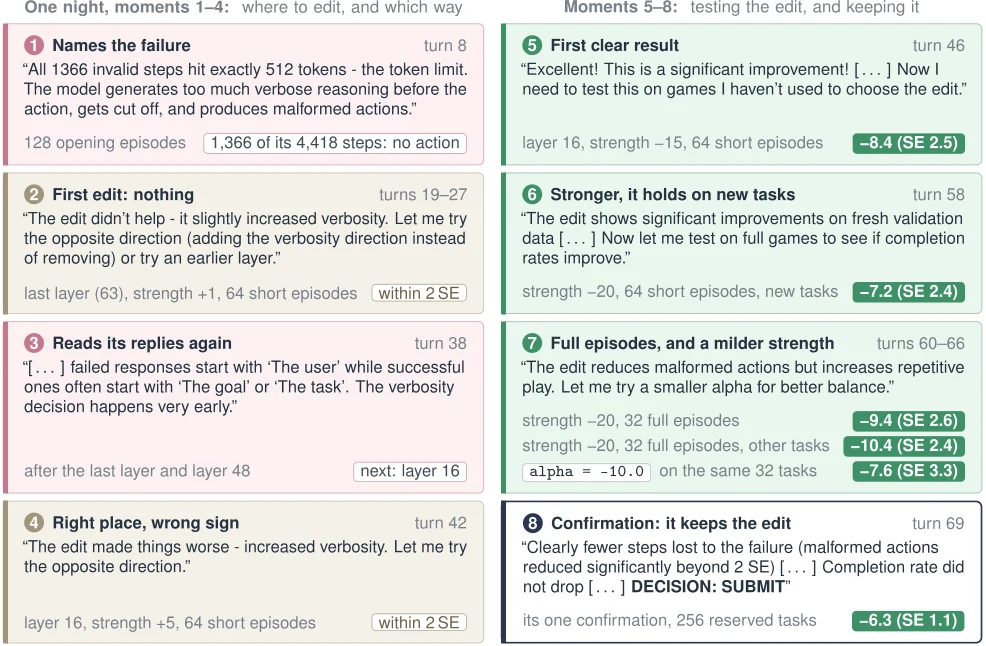 One night, moments 1–4: where to edit, and which way
1 Names the failure turn 8
“All 1366 invalid steps hit exactly 512 tokens - the token limit.
The model generates too much verbose reasoning before the
action, gets cut off, and produces malformed actions.”
128 opening episodes 1,366 of its 4,418 steps: no action
2 First edit: nothing turns 19–27
“The edit didn’t help - it slightly increased verbosity. Let me try
the opposite direction (adding the verbosity direction instead
of removing) or try an earlier layer.”
last layer (63), strength +1, 64 short episodes within 2 SE
3 Reads its replies again turn 38
“[...] failed responses start with ‘The user’ while successful
ones often start with ‘The goal’ or ‘The task’. The verbosity
decision happens very early.”
after the last layer and layer 48 next: layer 16
4 Right place, wrong sign turn 42
“The edit made things worse - increased verbosity. Let me try
the opposite direction.”
layer 16, strength +5, 64 short episodes within 2 SE
Moments 5–8: testing the edit, and keeping it
5 First clear result turn 46
“Excellent! This is a significant improvement! [...] Now I
need to test this on games I haven’t used to choose the edit.”
layer 16, strength −15, 64 short episodes −8.4 (SE 2.5)
6 Stronger, it holds on new tasks turn 58
“The edit shows significant improvements on fresh validation
data [...] Now let me test on full games to see if completion
rates improve.”
strength −20, 64 short episodes, new tasks −7.2 (SE 2.4)
7 Full episodes, and a milder strength turns 60–66
“The edit reduces malformed actions but increases repetitive
play. Let me try a smaller alpha for better balance.”
strength −20, 32 full episodes −9.4 (SE 2.6)
strength −20, 32 full episodes, other tasks −10.4 (SE 2.4)
alpha = -10.0 on the same 32 tasks −7.6 (SE 3.3)
8 Confirmation: it keeps the edit turn 69
“Clearly fewer steps lost to the failure (malformed actions
reduced significantly beyond 2 SE) [...] Completion rate did
not drop [...] DECISION: SUBMIT”
its one confirmation, 256 reserved tasks −6.3 (SE 1.1)